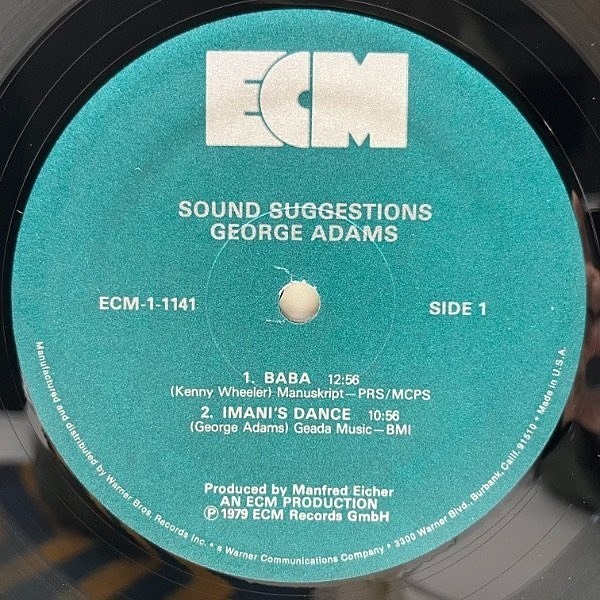 ECM
SOUND SUGGESTIONS
GEORGE ADAMS
ECM-1-1141
SIDE 1
1. BABA 12:56
(Kenny Wheeler) Manuskript—PRS/MCPS
2. IMANI'S DANCE 10:56
(George Adams) Geada Music—BMI
Produced by Manfred Eicher
AN ECM PRODUCTION
Ⓟ 1979 ECM Records GmbH
Manufactured and distributed by Warner Bros. Records Inc. • a Warner Communications Company • 3300 Warner Blvd., Burbank, Calif. 91510 • Made in U.S.A.